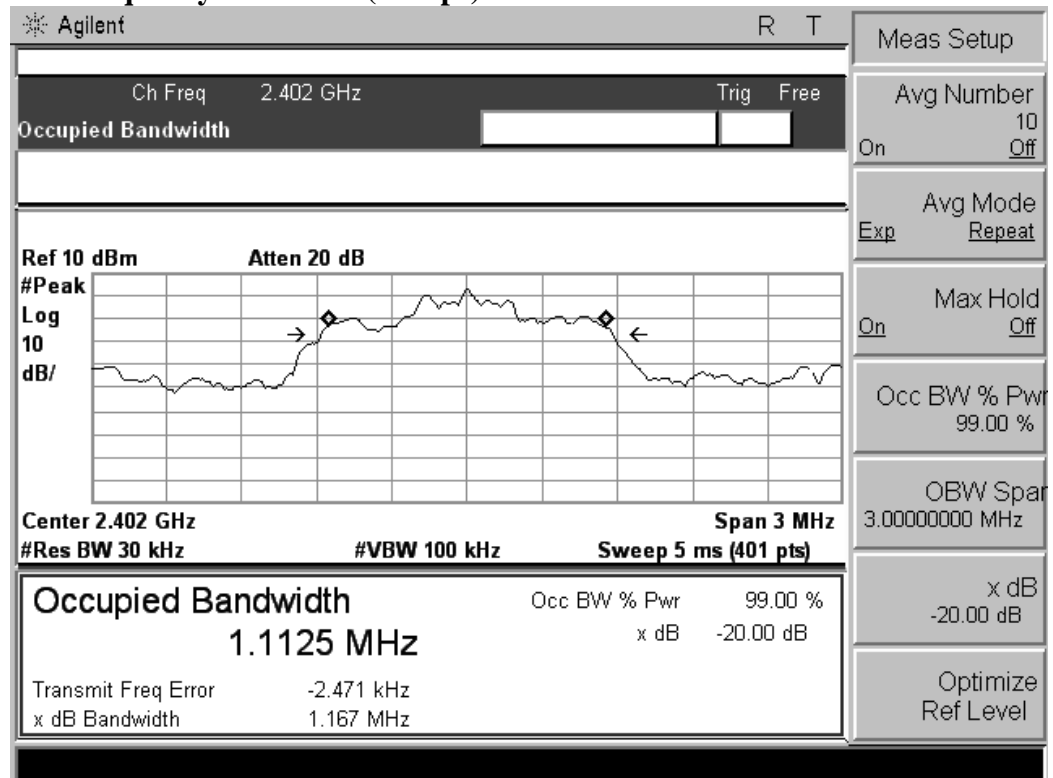 Agilent R T
Ch Freq 2.402 GHz Trig Free
Occupied Bandwidth
Ref 10 dBm Atten 20 dB
#Peak
Log
10
dB/
Center 2.402 GHz Span 3 MHz
#Res BW 30 kHz #VBW 100 kHz Sweep 5 ms (401 pts)
Occupied Bandwidth Occ BW % Pwr 99.00 %
1.1125 MHz x dB -20.00 dB
Transmit Freq Error -2.471 kHz
x dB Bandwidth 1.167 MHz
Meas Setup
Avg Number
10
On Off
Avg Mode
Exp Repeat
Max Hold
On Off
Occ BW % Pwr
99.00 %
OBW Span
3.00000000 MHz
x dB
-20.00 dB
Optimize
Ref Level